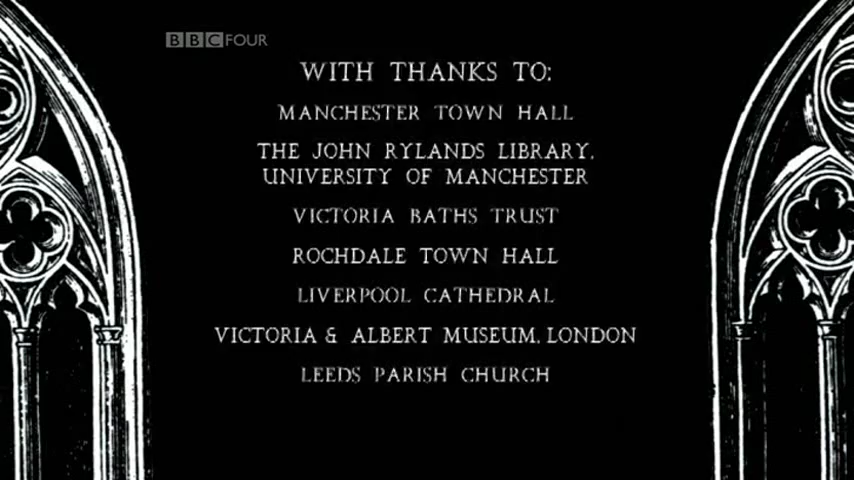 BBC FOUR
WITH THANKS TO:
MANCHESTER TOWN HALL
THE JOHN RYLANDS LIBRARY,
UNIVERSITY OF MANCHESTER
VICTORIA BATHS TRUST
ROCHDALE TOWN HALL
LIVERPOOL CATHEDRAL
VICTORIA & ALBERT MUSEUM, LONDON
LEEDS PARISH CHURCH